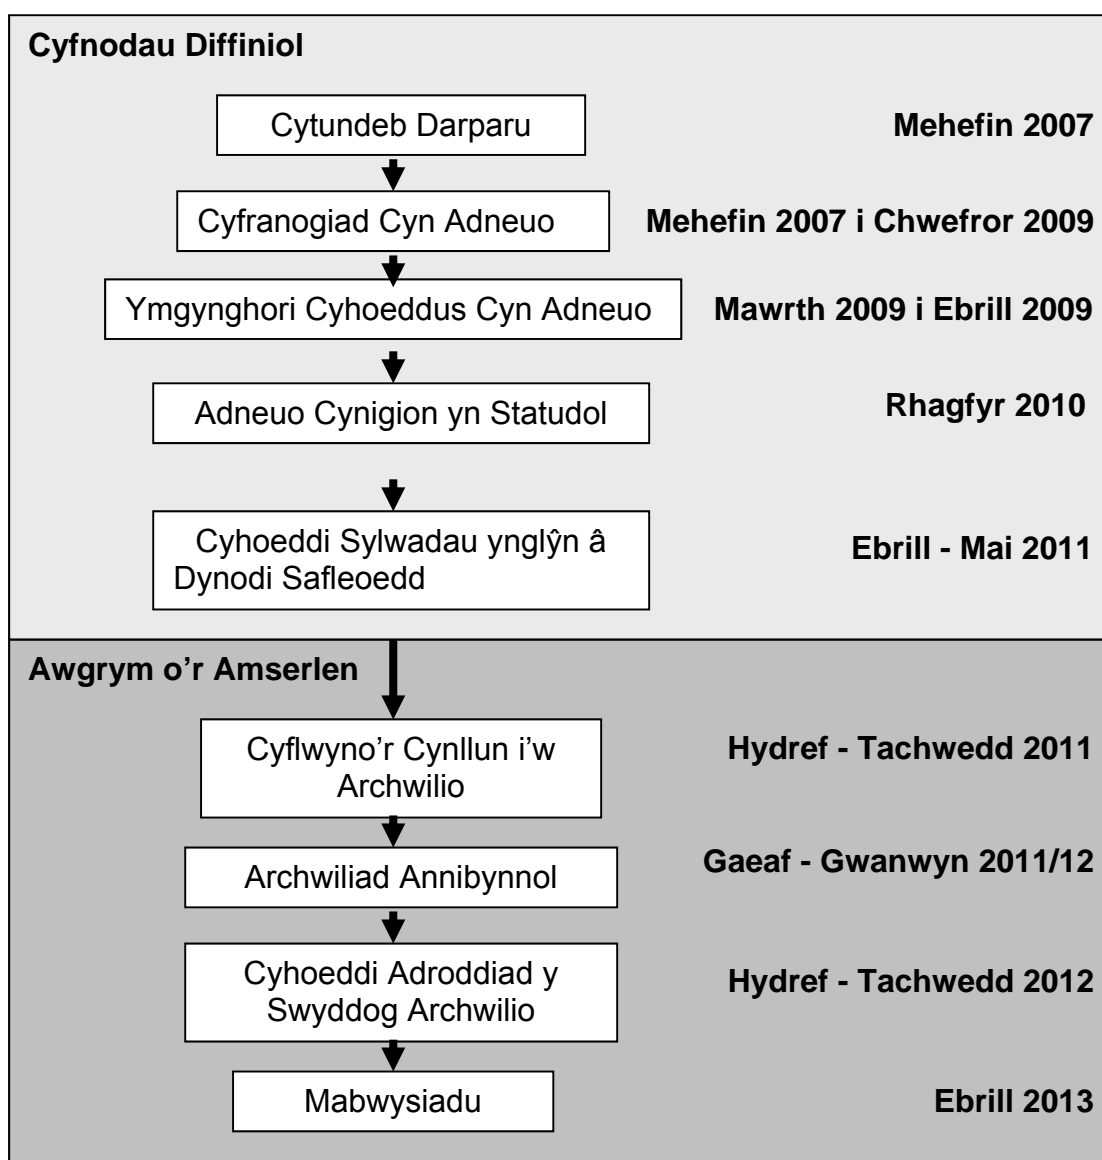 Cyfnodau Diffiniol
Cytundeb Darparu
Mehefin 2007
Cyfranogiad Cyn Adneuo
Mehefin 2007 i Chwefror 2009
Ymgynghori Cyhoeddus Cyn Adneuo
Mawrth 2009 i Ebrill 2009
Adneuo Cynigion yn Statudol
Rhagfyr 2010
Cyhoeddi Sylwadau ynglŷn â
Dynodi Safleoedd
Ebrill - Mai 2011
Awgrym o’r Amserlen
Cyflwyno’r Cynllun i’w
Archwilio
Hydref - Tachwedd 2011
Archwiliad Annibynnol
Gaeaf - Gwanwyn 2011/12
Cyhoeddi Adroddiad y
Swyddog Archwilio
Hydref - Tachwedd 2012
Mabwysiadu
Ebrill 2013